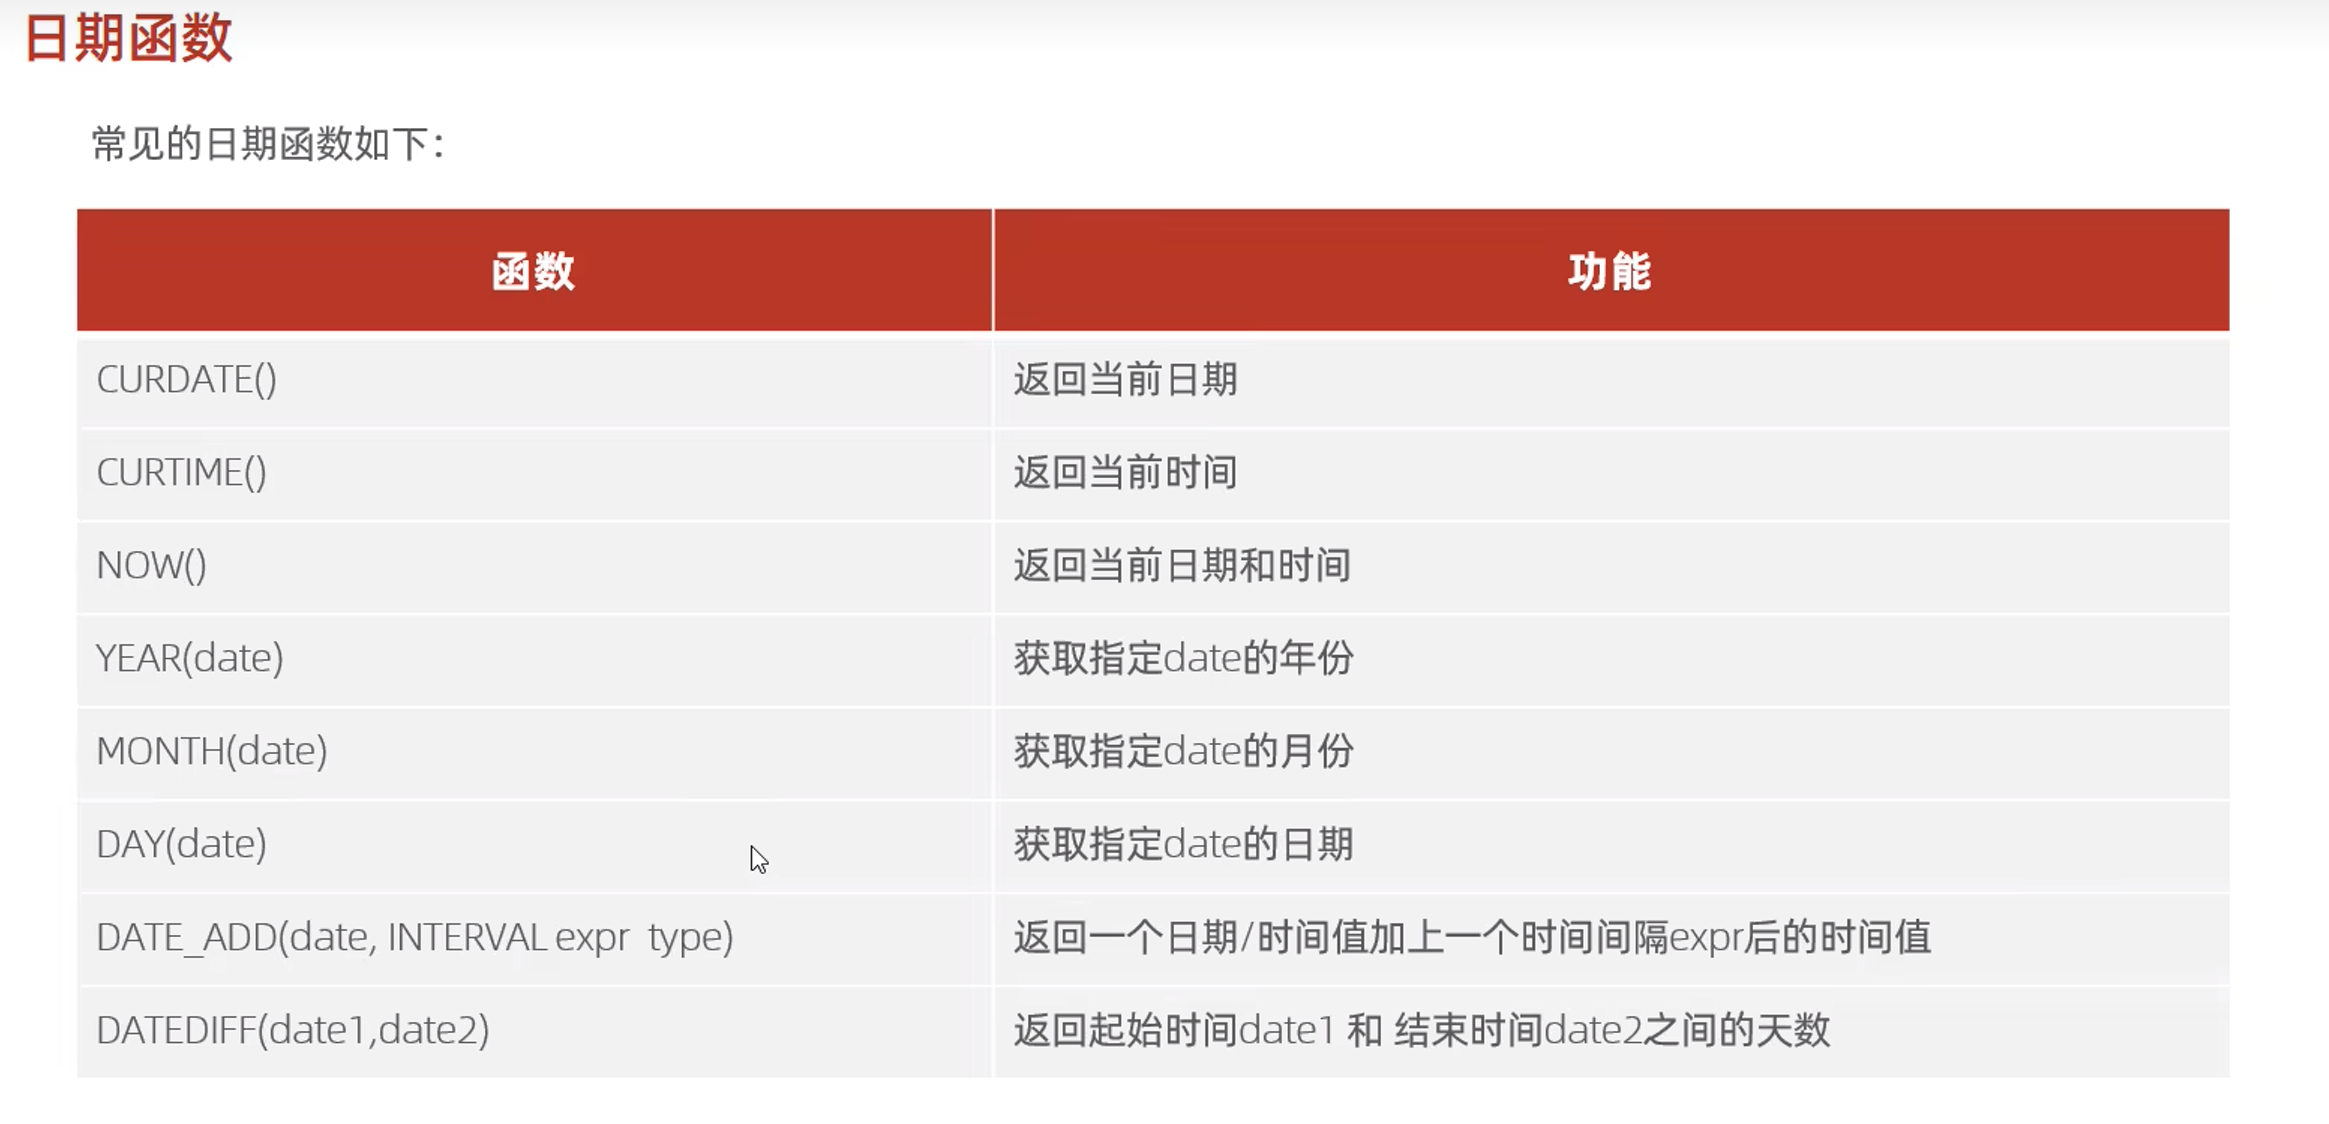 日期函数
常见的日期函数如下：
函数 功能
CURDATE() 返回当前日期
CURTIME() 返回当前时间
NOW() 返回当前日期和时间
YEAR(date) 获取指定date的年份
MONTH(date) 获取指定date的月份
DAY(date) 获取指定date的日期
DATE_ADD(date, INTERVAL expr type) 返回一个日期/时间值加上一个时间间隔expr后的时间值
DATEDIFF(date1,date2) 返回起始时间date1 和 结束时间date2之间的天数